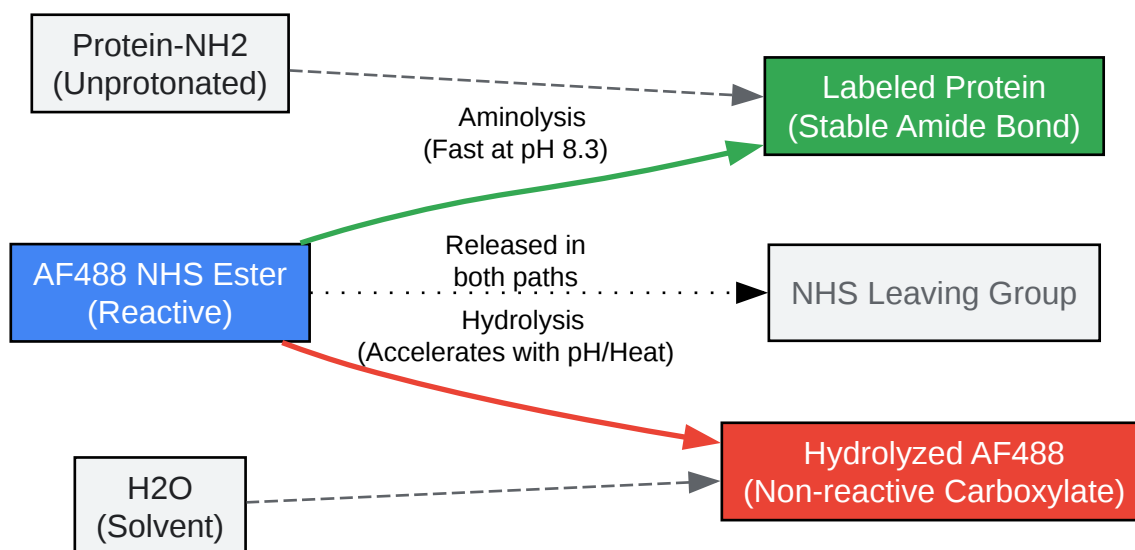 Protein-NH2
(Unprotonated)
Labeled Protein
(Stable Amide Bond)
Aminolysis
(Fast at pH 8.3)
AF488 NHS Ester
(Reactive)
Released in
both paths
NHS Leaving Group
Hydrolysis
(Accelerates with pH/Heat)
Hydrolyzed AF488
(Non-reactive Carboxylate)
H2O
(Solvent)